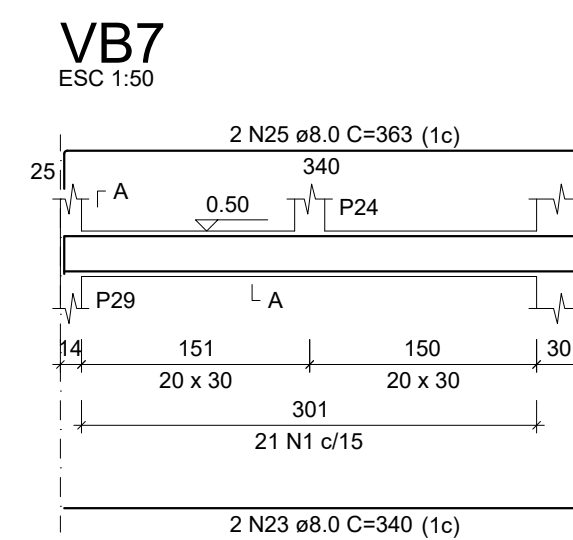 VB7
ESC 1:50
2 N25 ø8.0 C=363 (1c)
340
25
A
0.50
P24
P29
A
14
151
150
30
20 x 30
20 x 30
301
21 N1 c/15
2 N23 ø8.0 C=340 (1c)